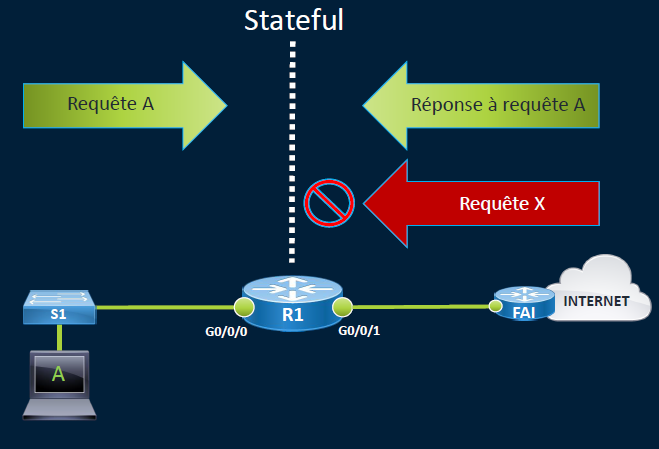 Stateful
Requête A
Réponse à requête A
Requête X
S1
R1
FAI
INTERNET
G0/0/0
G0/0/1
A